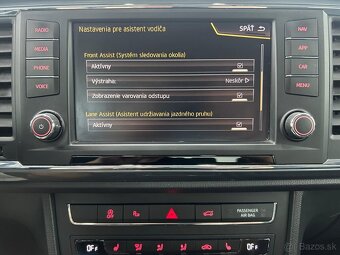 Nastavenia pre asistent vodiča
SPÄŤ
Front Assist (Systém sledovania okolia)
Aktívny
Výstraha:
Neskôr
Zobrazenie varovania odstupu
Lane Assist (Asistent udržiavania jazdného pruhu)
Aktívny
RADIO
MEDIA
PHONE
VOICE
NAV
APP
CAR
MENU
PASSENGER
AIR BAG
OFF
OFF
bazos.sk